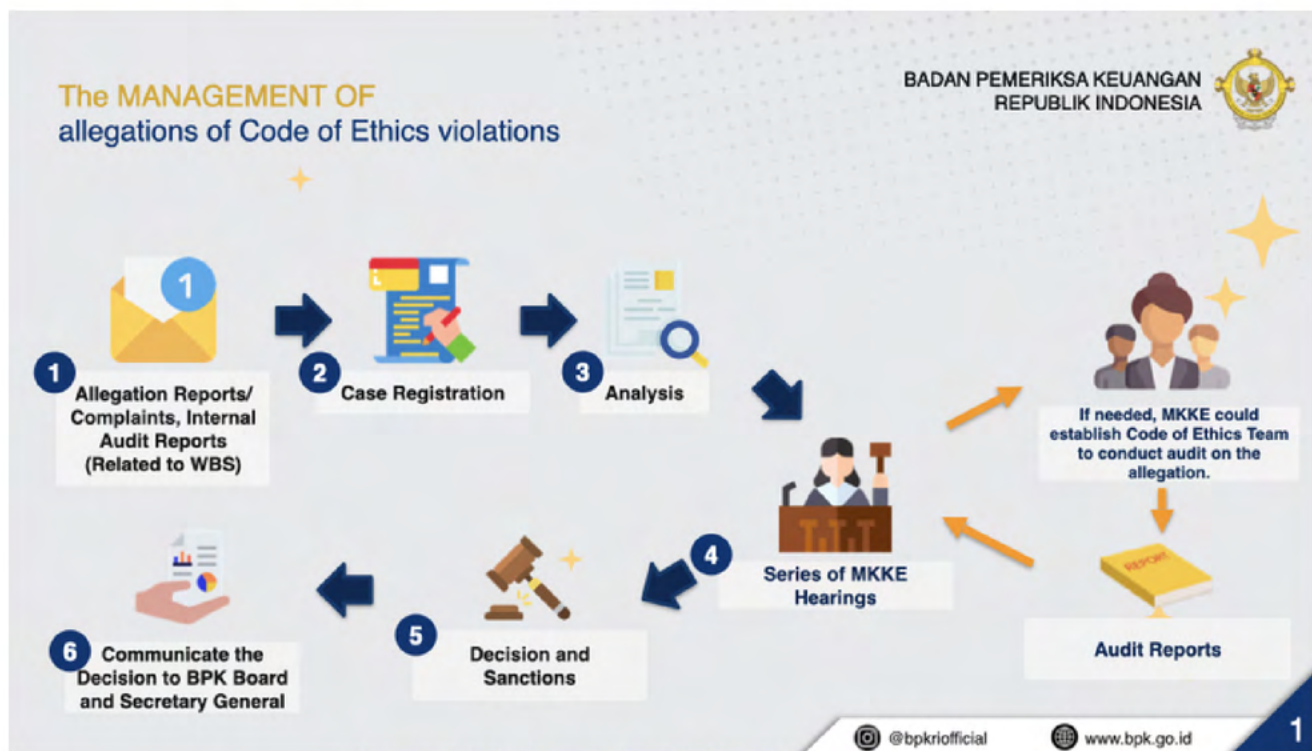 The MANAGEMENT OF
allegations of Code of Ethics violations
BADAN PEMERIKSA KEUANGAN
REPUBLIK INDONESIA
1
1
Allegation Reports/
Complaints, Internal
Audit Reports
(Related to WBS)
2
Case Registration
3
Analysis
If needed, MKKE could
establish Code of Ethics Team
to conduct audit on the
allegation.
REPORT
Audit Reports
4
Series of MKKE
Hearings
5
Decision and
Sanctions
6
Communicate the
Decision to BPK Board
and Secretary General
@bpkriofficial
www.bpk.go.id
1